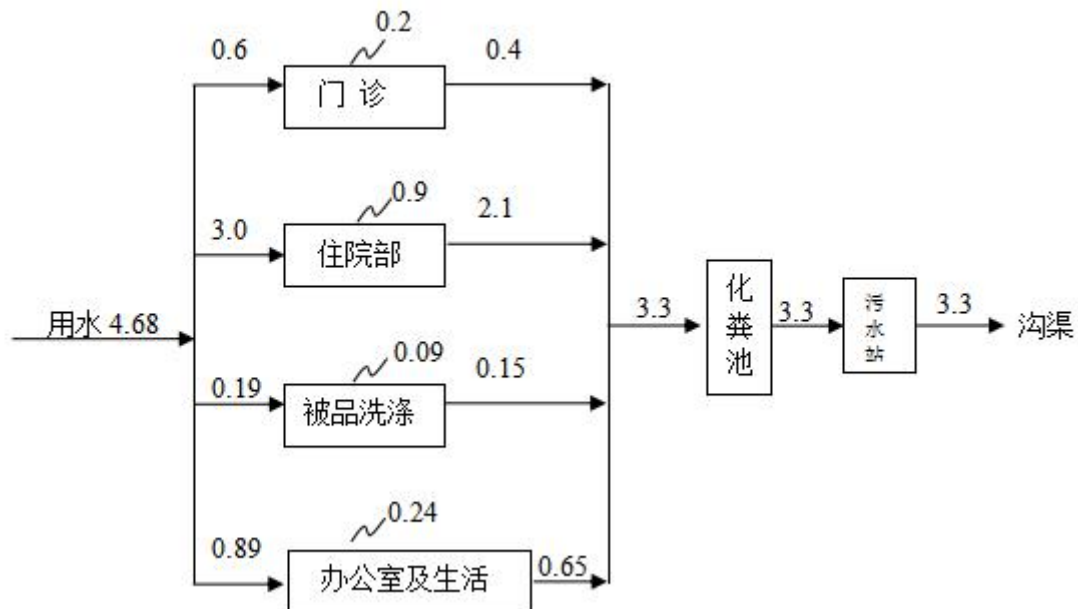 0.2
0.6
0.4
门 诊
0.9
3.0
2.1
住院部
用水 4.68
0.09
0.19
0.15
被品洗涤
0.24
0.89
0.65
办公室及生活
3.3
化
粪
池
3.3
污
水
站
3.3
沟渠